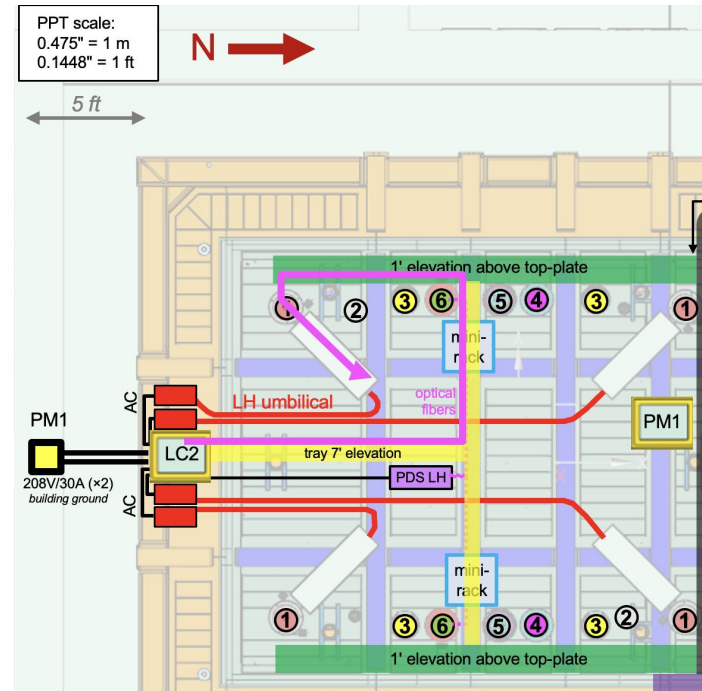 PPT scale:
0.475" = 1 m
0.1448" = 1 ft
N
5 ft
1' elevation above top-plate
1
2
3
6
5
4
3
1
mini-
rack
AC
LH umbilical
optical
fibers
PM1
PM1
LC2
tray 7' elevation
208V/30A (×2)
building ground
PDS LH
AC
mini-
rack
1
3
6
5
4
3
2
1
1' elevation above top-plate